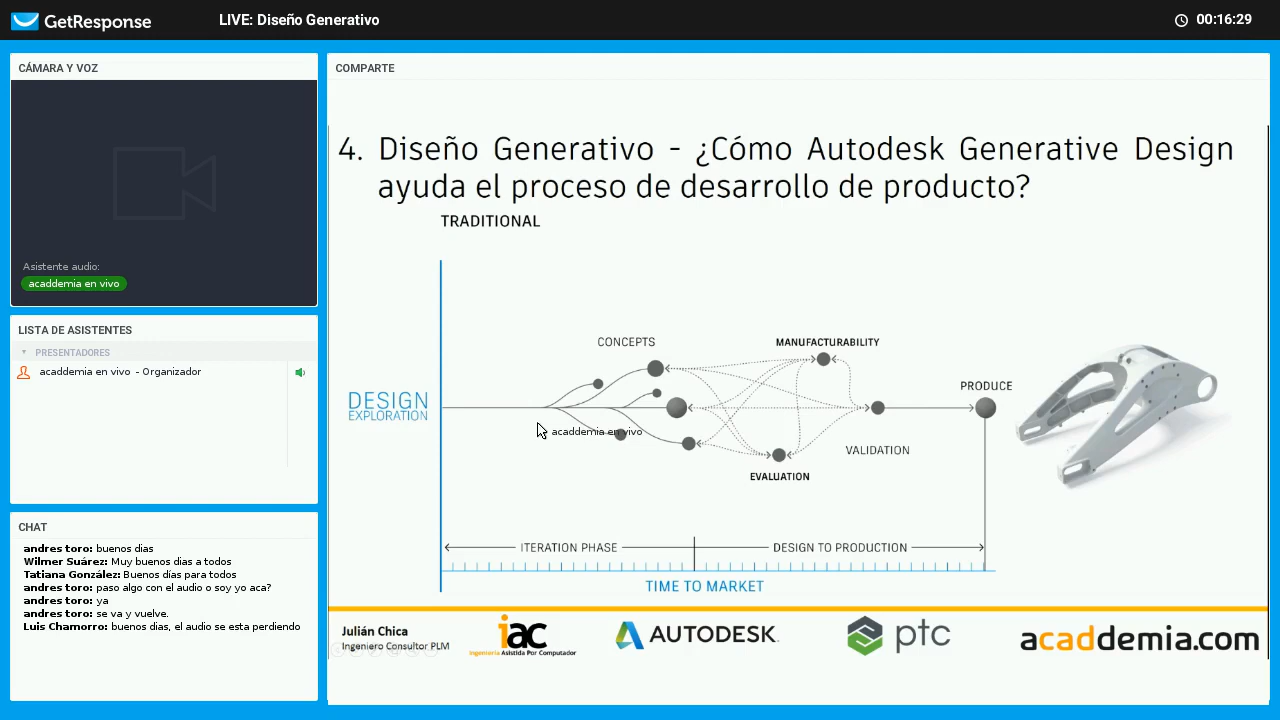 GetResponse
LIVE: Diseño Generativo
00:16:29
CÁMARA Y VOZ
Asistente audio:
acaddemia en vivo
LISTA DE ASISTENTES
PRESENTADORES
acaddemia en vivo - Organizador
CHAT
andres toro: buenos dias
Wilmer Suárez: Muy buenos dias a todos
Tatiana González: Buenos días para todos
andres toro: paso algo con el audio o soy yo aca?
andres toro: ya
andres toro: se va y vuelve.
Luis Chamorro: buenos dias, el audio se esta perdiendo
COMPARTE
4. Diseño Generativo - ¿Cómo Autodesk Generative Design
ayuda el proceso de desarrollo de producto?
TRADITIONAL
CONCEPTS
MANUFACTURABILITY
PRODUCE
DESIGN
EXPLORATION
acaddemia en vivo
VALIDATION
EVALUATION
ITERATION PHASE
DESIGN TO PRODUCTION
TIME TO MARKET
Julián Chica
Ingeniero Consultor PLM
iac
Ingeniería Asistida Por Computador
AUTODESK
ptc
acaddemia.com